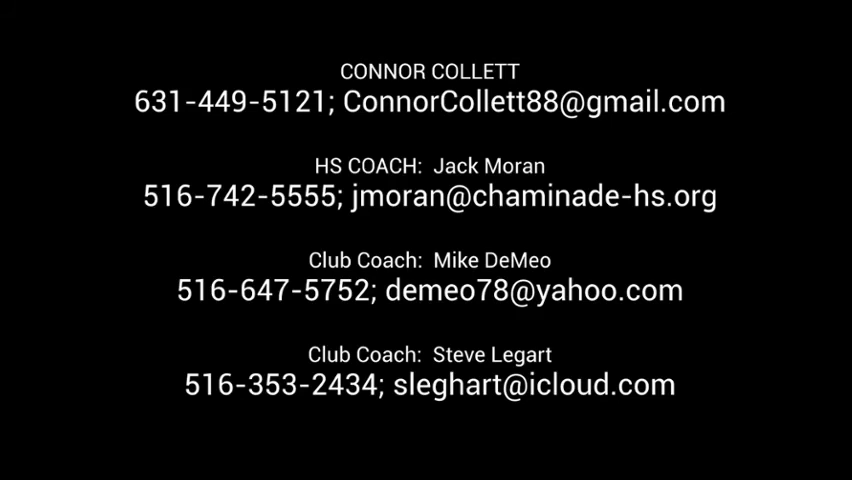 CONNOR COLLETT
631-449-5121; ConnorCollett88@gmail.com
HS COACH: Jack Moran
516-742-5555; jmoran@chaminade-hs.org
Club Coach: Mike DeMeo
516-647-5752; demeo78@yahoo.com
Club Coach: Steve Legart
516-353-2434; sleghart@icloud.com